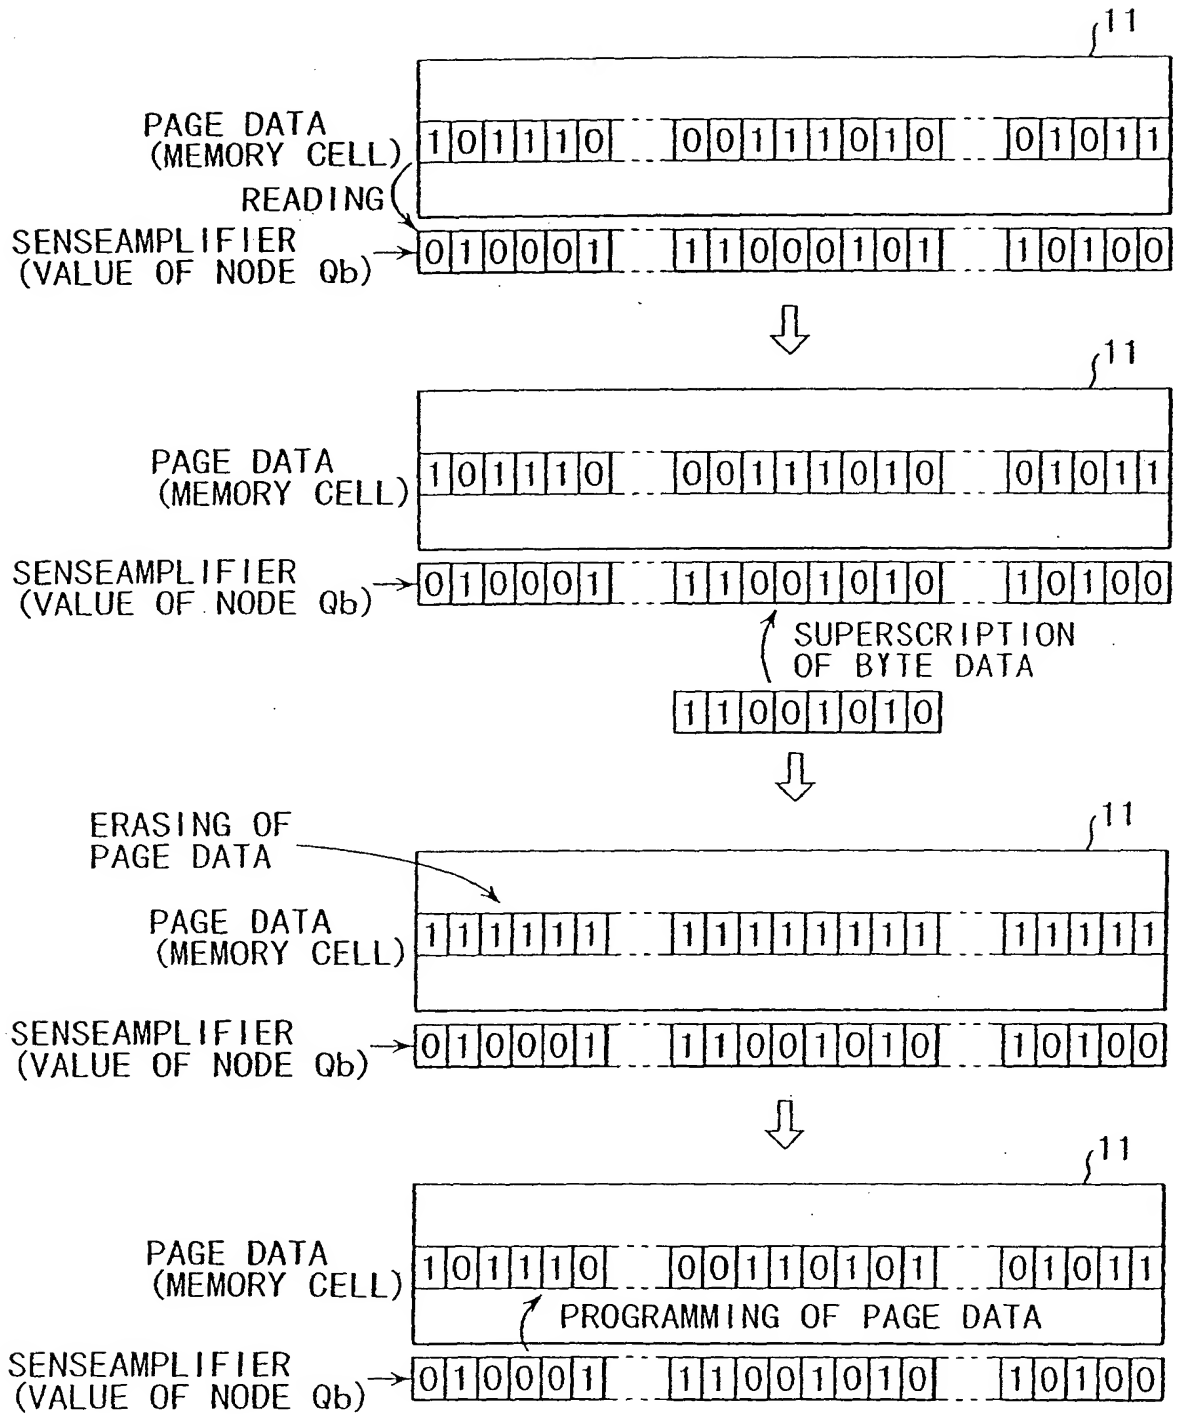 11
PAGE DATA
(MEMORY CELL)
101110 00111010 01011
READING
SENSEAMPLIFIER
(VALUE OF NODE Qb)
010001 11000101 10100
11
PAGE DATA
(MEMORY CELL)
101110 00111010 01011
SENSEAMPLIFIER
(VALUE OF NODE Qb)
010001 11001010 10100
SUPERSCRIPTION
OF BYTE DATA
11001010
11
ERASING OF
PAGE DATA
PAGE DATA
(MEMORY CELL)
111111 11111111 11111
SENSEAMPLIFIER
(VALUE OF NODE Qb)
010001 11001010 10100
11
PAGE DATA
(MEMORY CELL)
101110 00110101 01011
PROGRAMMING OF PAGE DATA
SENSEAMPLIFIER
(VALUE OF NODE Qb)
010001 11001010 10100